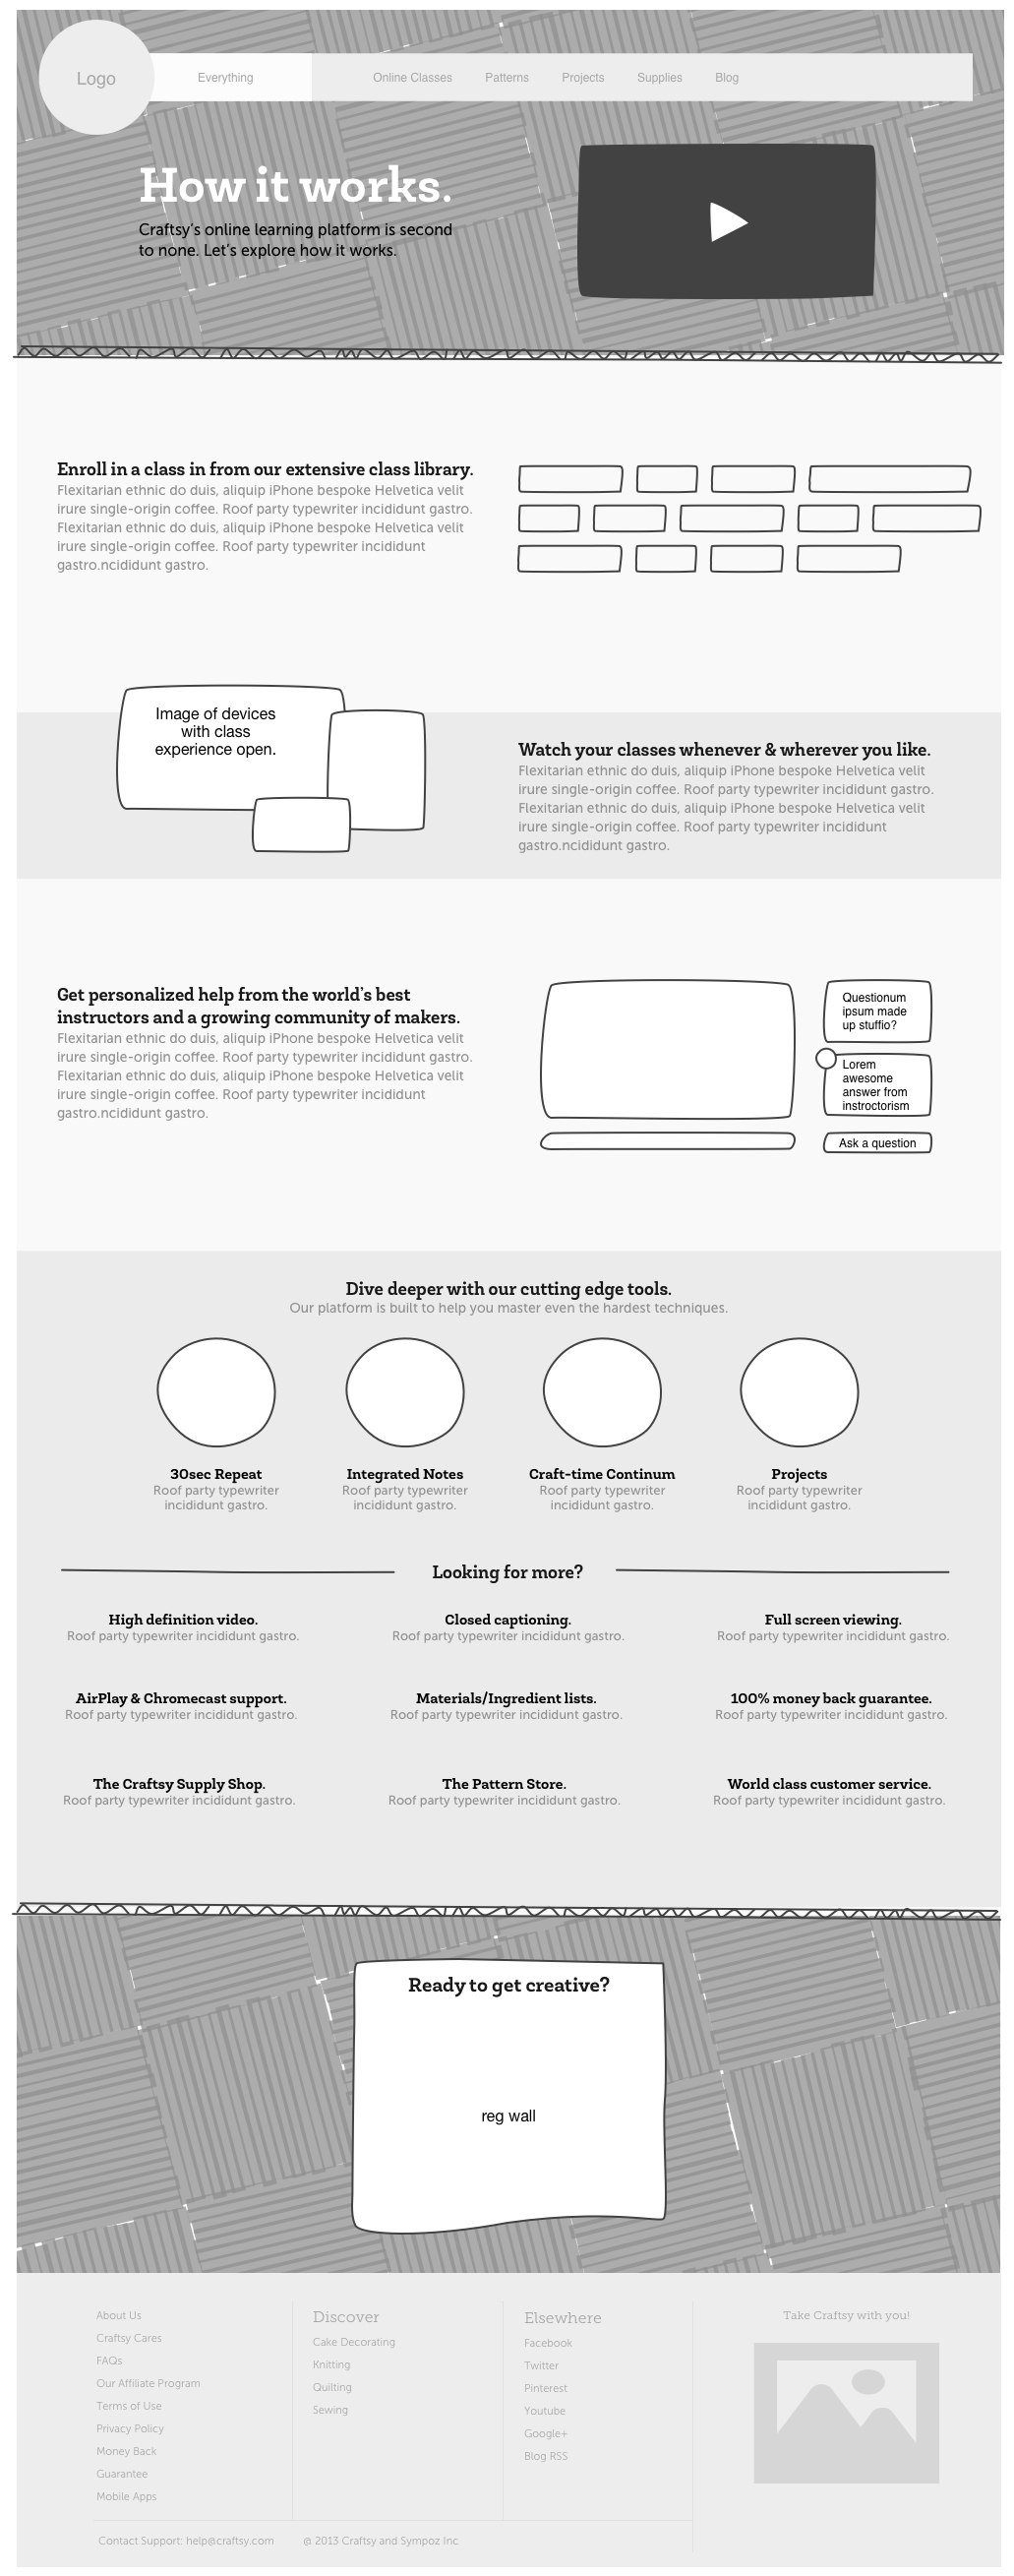 Logo
Everything
Online Classes
Patterns
Projects
Supplies
Blog
How it works.
Craftsy's online learning platform is second
to none. Let's explore how it works.
Enroll in a class in from our extensive class library.
Flexitarian ethnic do duis, aliquip iPhone bespoke Helvetica velit
irure single-origin coffee. Roof party typewriter incididunt gastro.
Flexitarian ethnic do duis, aliquip iPhone bespoke Helvetica velit
irure single-origin coffee. Roof party typewriter incididunt
gastro.ncididunt gastro.
Image of devices
with class
experience open.
Watch your classes whenever & wherever you like.
Flexitarian ethnic do duis, aliquip iPhone bespoke Helvetica velit
irure single-origin coffee. Roof party typewriter incididunt gastro.
Flexitarian ethnic do duis, aliquip iPhone bespoke Helvetica velit
irure single-origin coffee. Roof party typewriter incididunt
gastro.ncididunt gastro.
Get personalized help from the world's best
instructors and a growing community of makers.
Flexitarian ethnic do duis, aliquip iPhone bespoke Helvetica velit
irure single-origin coffee. Roof party typewriter incididunt gastro.
Flexitarian ethnic do duis, aliquip iPhone bespoke Helvetica velit
irure single-origin coffee. Roof party typewriter incididunt
gastro.ncididunt gastro.
Questionum
ipsum made
up stuffio?
Lorem
awesome
answer from
instroctorism
Ask a question
Dive deeper with our cutting edge tools.
Our platform is built to help you master even the hardest techniques.
30sec Repeat
Roof party typewriter
incididunt gastro.
Integrated Notes
Roof party typewriter
incididunt gastro.
Craft-time Continum
Roof party typewriter
incididunt gastro.
Projects
Roof party typewriter
incididunt gastro.
Looking for more?
High definition video.
Roof party typewriter incididunt gastro.
Closed captioning.
Roof party typewriter incididunt gastro.
Full screen viewing.
Roof party typewriter incididunt gastro.
AirPlay & Chromecast support.
Roof party typewriter incididunt gastro.
Materials/Ingredient lists.
Roof party typewriter incididunt gastro.
100% money back guarantee.
Roof party typewriter incididunt gastro.
The Craftsy Supply Shop.
Roof party typewriter incididunt gastro.
The Pattern Store.
Roof party typewriter incididunt gastro.
World class customer service.
Roof party typewriter incididunt gastro.
Ready to get creative?
reg wall
About Us
Craftsy Cares
FAQs
Our Affiliate Program
Terms of Use
Privacy Policy
Money Back
Guarantee
Mobile Apps
Discover
Cake Decorating
Knitting
Quilting
Sewing
Elsewhere
Facebook
Twitter
Pinterest
Youtube
Google+
Blog RSS
Take Craftsy with you!
Contact Support: help@craftsy.com
@ 2013 Craftsy and Sympoz Inc